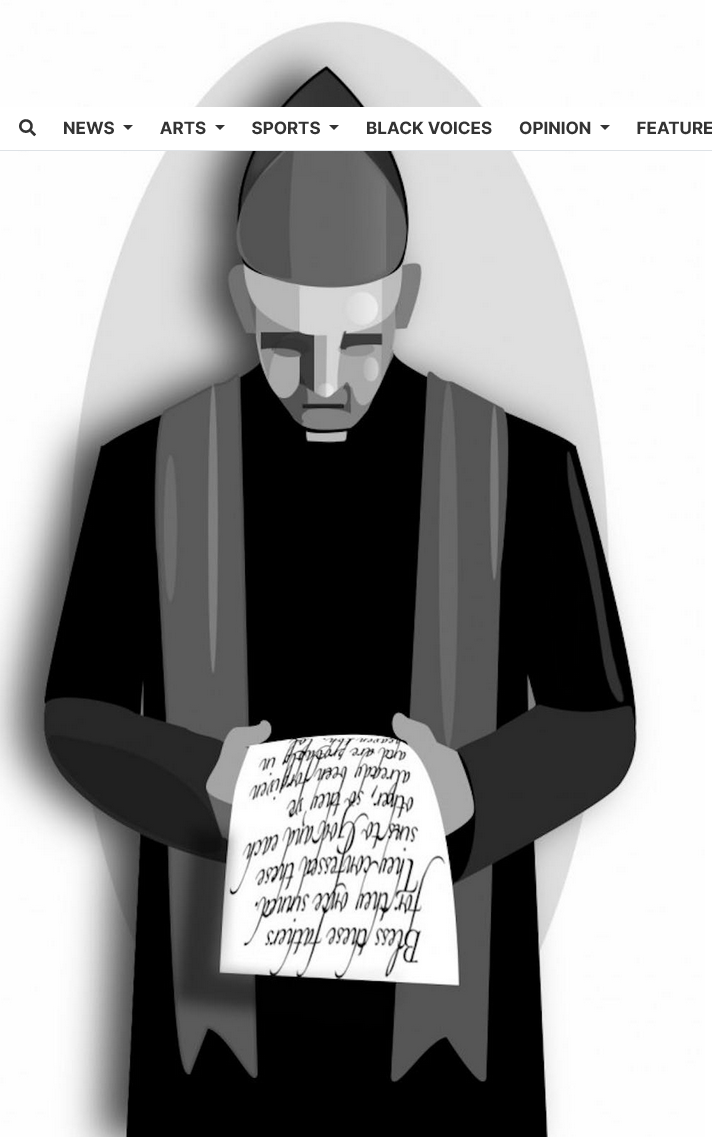 NEWS ARTS SPORTS BLACK VOICES OPINION FEATURE
Bless these fathers
for they have sinned.
They confessed these
sins to God and each
other, so they've
already been forgiven
and are probably in
heaven